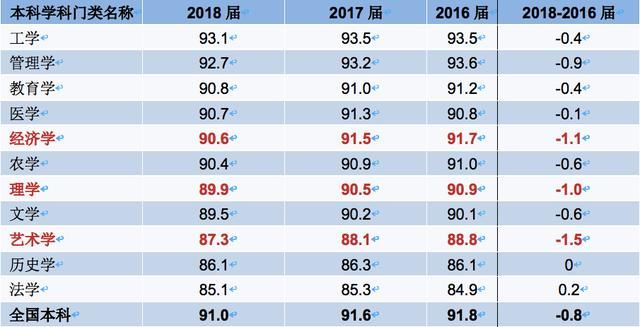 本科学科门类名称 2018 届 2017 届 2016 届 2018-2016 届
工学 93.1 93.5 93.5 -0.4
管理学 92.7 93.2 93.6 -0.9
教育学 90.8 91.0 91.2 -0.4
医学 90.7 91.3 90.8 -0.1
经济学 90.6 91.5 91.7 -1.1
农学 90.4 90.9 91.0 -0.6
理学 89.9 90.5 90.9 -1.0
文学 89.5 90.2 90.1 -0.6
艺术学 87.3 88.1 88.8 -1.5
历史学 86.1 86.3 86.1 0
法学 85.1 85.3 84.9 0.2
全国本科 91.0 91.6 91.8 -0.8